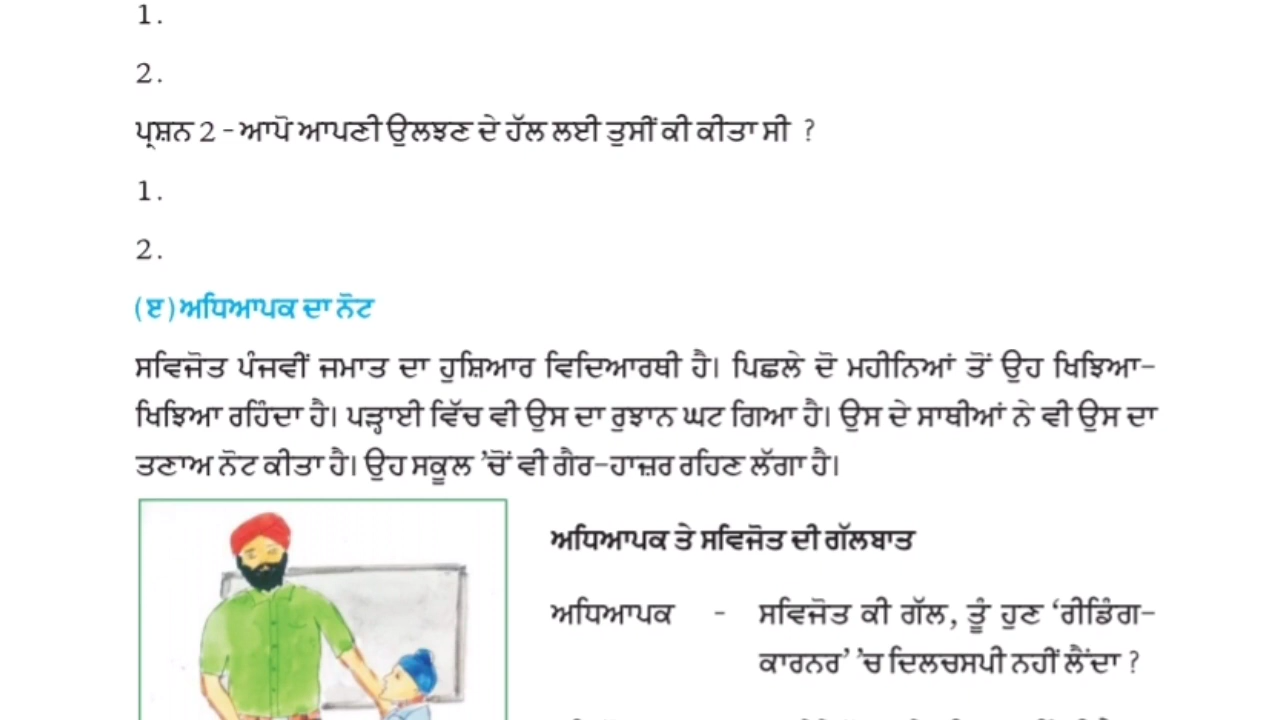 1.
2.
ਪ੍ਰਸ਼ਨ 2 - ਆਪੋ ਆਪਣੀ ਉਲਝਣ ਦੇ ਹੱਲ ਲਈ ਤੁਸੀਂ ਕੀ ਕੀਤਾ ਸੀ ?
1.
2.
(ੲ) ਅਧਿਆਪਕ ਦਾ ਨੋਟ
ਸਵਿਜੋਤ ਪੰਜਵੀਂ ਜਮਾਤ ਦਾ ਹੁਸ਼ਿਆਰ ਵਿਦਿਆਰਥੀ ਹੈ। ਪਿਛਲੇ ਦੋ ਮਹੀਨਿਆਂ ਤੋਂ ਉਹ ਖਿਝਿਆ-
ਖਿਝਿਆ ਰਹਿੰਦਾ ਹੈ। ਪੜ੍ਹਾਈ ਵਿੱਚ ਵੀ ਉਸ ਦਾ ਰੁਝਾਨ ਘਟ ਗਿਆ ਹੈ। ਉਸ ਦੇ ਸਾਥੀਆਂ ਨੇ ਵੀ ਉਸ ਦਾ
ਤਣਾਅ ਨੋਟ ਕੀਤਾ ਹੈ। ਉਹ ਸਕੂਲ ’ਚੋਂ ਵੀ ਗੈਰ-ਹਾਜ਼ਰ ਰਹਿਣ ਲੱਗਾ ਹੈ।
ਅਧਿਆਪਕ ਤੇ ਸਵਿਜੋਤ ਦੀ ਗੱਲਬਾਤ
ਅਧਿਆਪਕ - ਸਵਿਜੋਤ ਕੀ ਗੱਲ, ਤੂੰ ਹੁਣ ‘ਰੀਡਿੰਗ-
ਕਾਰਨਰ’ ’ਚ ਦਿਲਚਸਪੀ ਨਹੀਂ ਲੈਂਦਾ ?